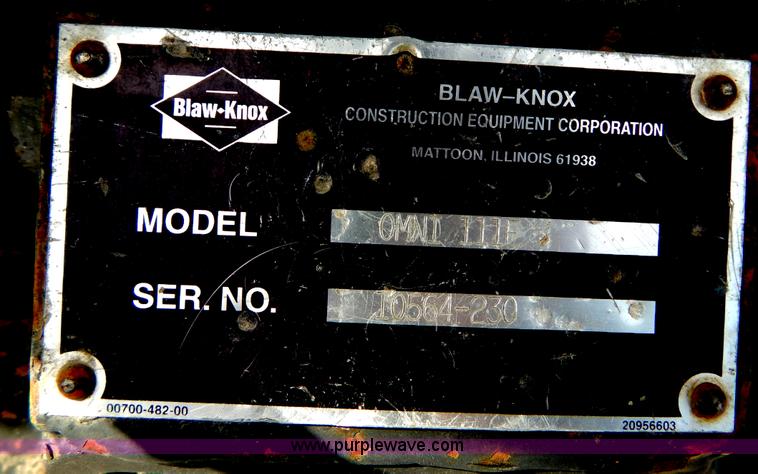 Blaw-Knox
BLAW-KNOX
CONSTRUCTION EQUIPMENT CORPORATION
MATTOON, ILLINOIS 61938
MODEL OMNI IIIE
SER. NO. 10564-230
00700-482-00
20956603
www.purplewave.com